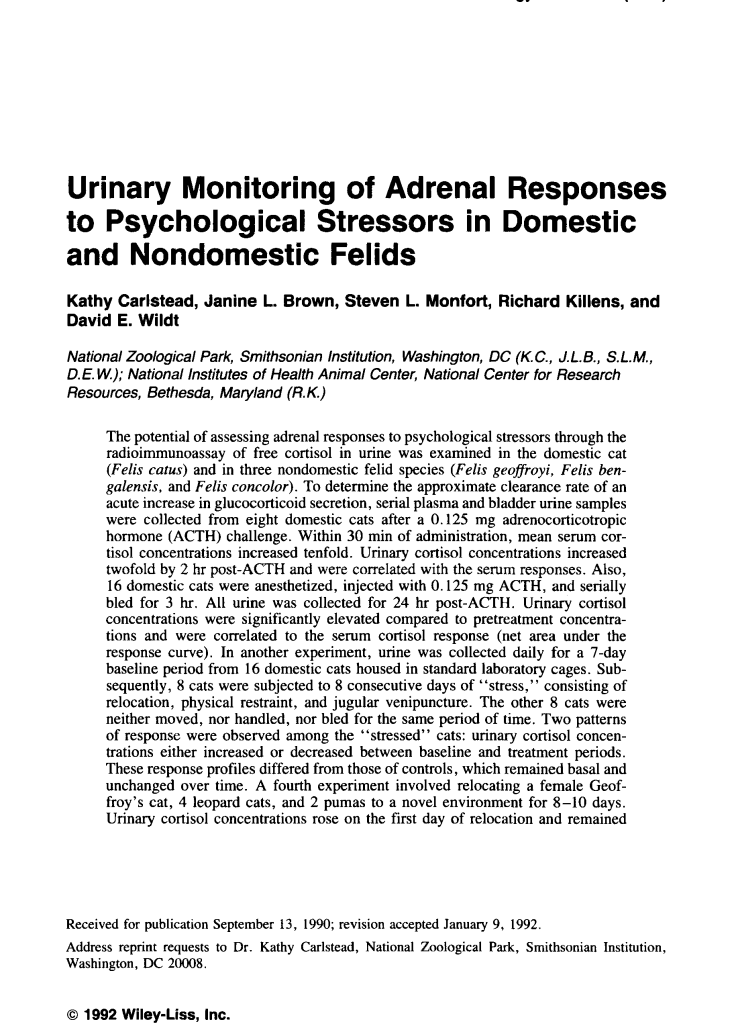 Urinary Monitoring of Adrenal Responses
to Psychological Stressors in Domestic
and Nondomestic Felids
Kathy Carlstead, Janine L. Brown, Steven L. Monfort, Richard Killens, and
David E. Wildt
National Zoological Park, Smithsonian Institution, Washington, DC (K.C., J.L.B., S.L.M.,
D.E.W.); National Institutes of Health Animal Center, National Center for Research
Resources, Bethesda, Maryland (R.K.)
The potential of assessing adrenal responses to psychological stressors through the
radioimmunoassay of free cortisol in urine was examined in the domestic cat
(Felis catus) and in three nondomestic felid species (Felis geoffroyi, Felis ben-
galensis, and Felis concolor). To determine the approximate clearance rate of an
acute increase in glucocorticoid secretion, serial plasma and bladder urine samples
were collected from eight domestic cats after a 0.125 mg adrenocorticotropic
hormone (ACTH) challenge. Within 30 min of administration, mean serum cor-
tisol concentrations increased tenfold. Urinary cortisol concentrations increased
twofold by 2 hr post-ACTH and were correlated with the serum responses. Also,
16 domestic cats were anesthetized, injected with 0.125 mg ACTH, and serially
bled for 3 hr. All urine was collected for 24 hr post-ACTH. Urinary cortisol
concentrations were significantly elevated compared to pretreatment concentra-
tions and were correlated to the serum cortisol response (net area under the
response curve). In another experiment, urine was collected daily for a 7-day
baseline period from 16 domestic cats housed in standard laboratory cages. Sub-
sequently, 8 cats were subjected to 8 consecutive days of ‘‘stress,’’ consisting of
relocation, physical restraint, and jugular venipuncture. The other 8 cats were
neither moved, nor handled, nor bled for the same period of time. Two patterns
of response were observed among the ‘‘stressed’’ cats: urinary cortisol concen-
trations either increased or decreased between baseline and treatment periods.
These response profiles differed from those of controls, which remained basal and
unchanged over time. A fourth experiment involved relocating a female Geof-
froy's cat, 4 leopard cats, and 2 pumas to a novel environment for 8–10 days.
Urinary cortisol concentrations rose on the first day of relocation and remained
Received for publication September 13, 1990; revision accepted January 9, 1992.
Address reprint requests to Dr. Kathy Carlstead, National Zoological Park, Smithsonian Institution,
Washington, DC 20008.
© 1992 Wiley-Liss, Inc.